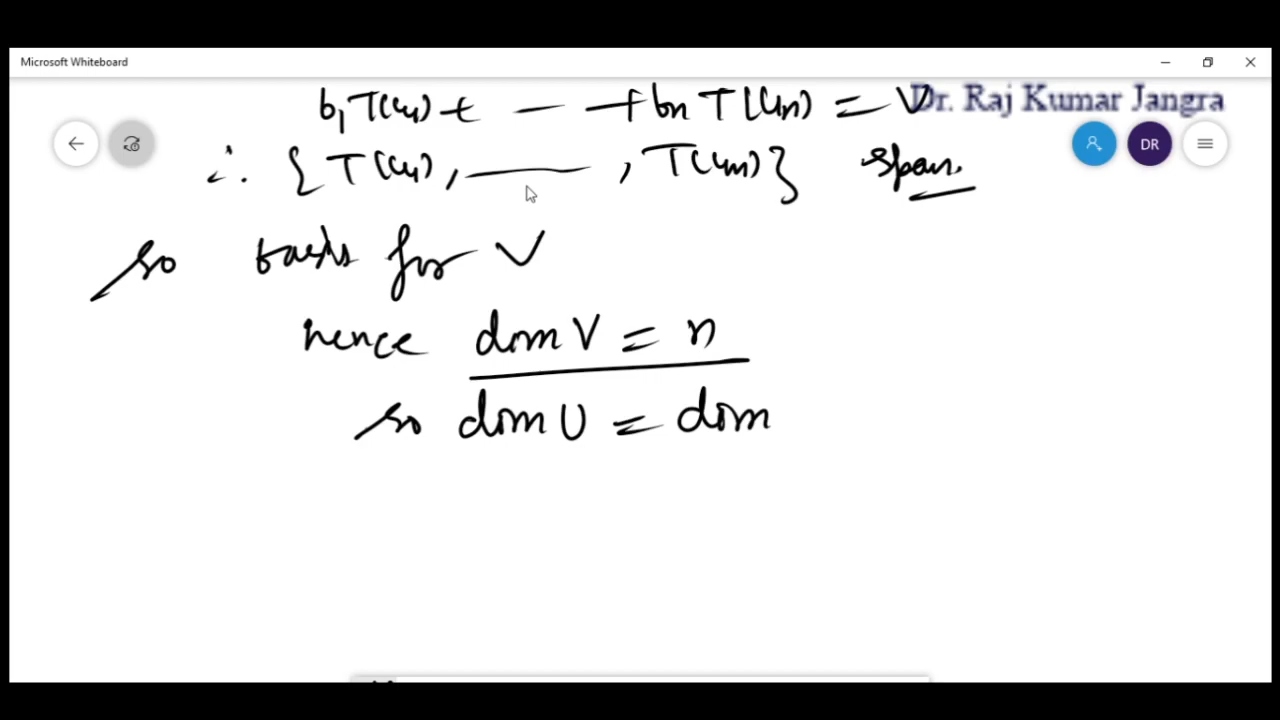 Microsoft Whiteboard
b₁T(u₁) + — — + bn T(un) = V
Dr. Raj Kumar Jangra
∴ {T(u₁), ——, T(un)} span.
DR
so basis for V
hence dim V = n
so dim U = dim